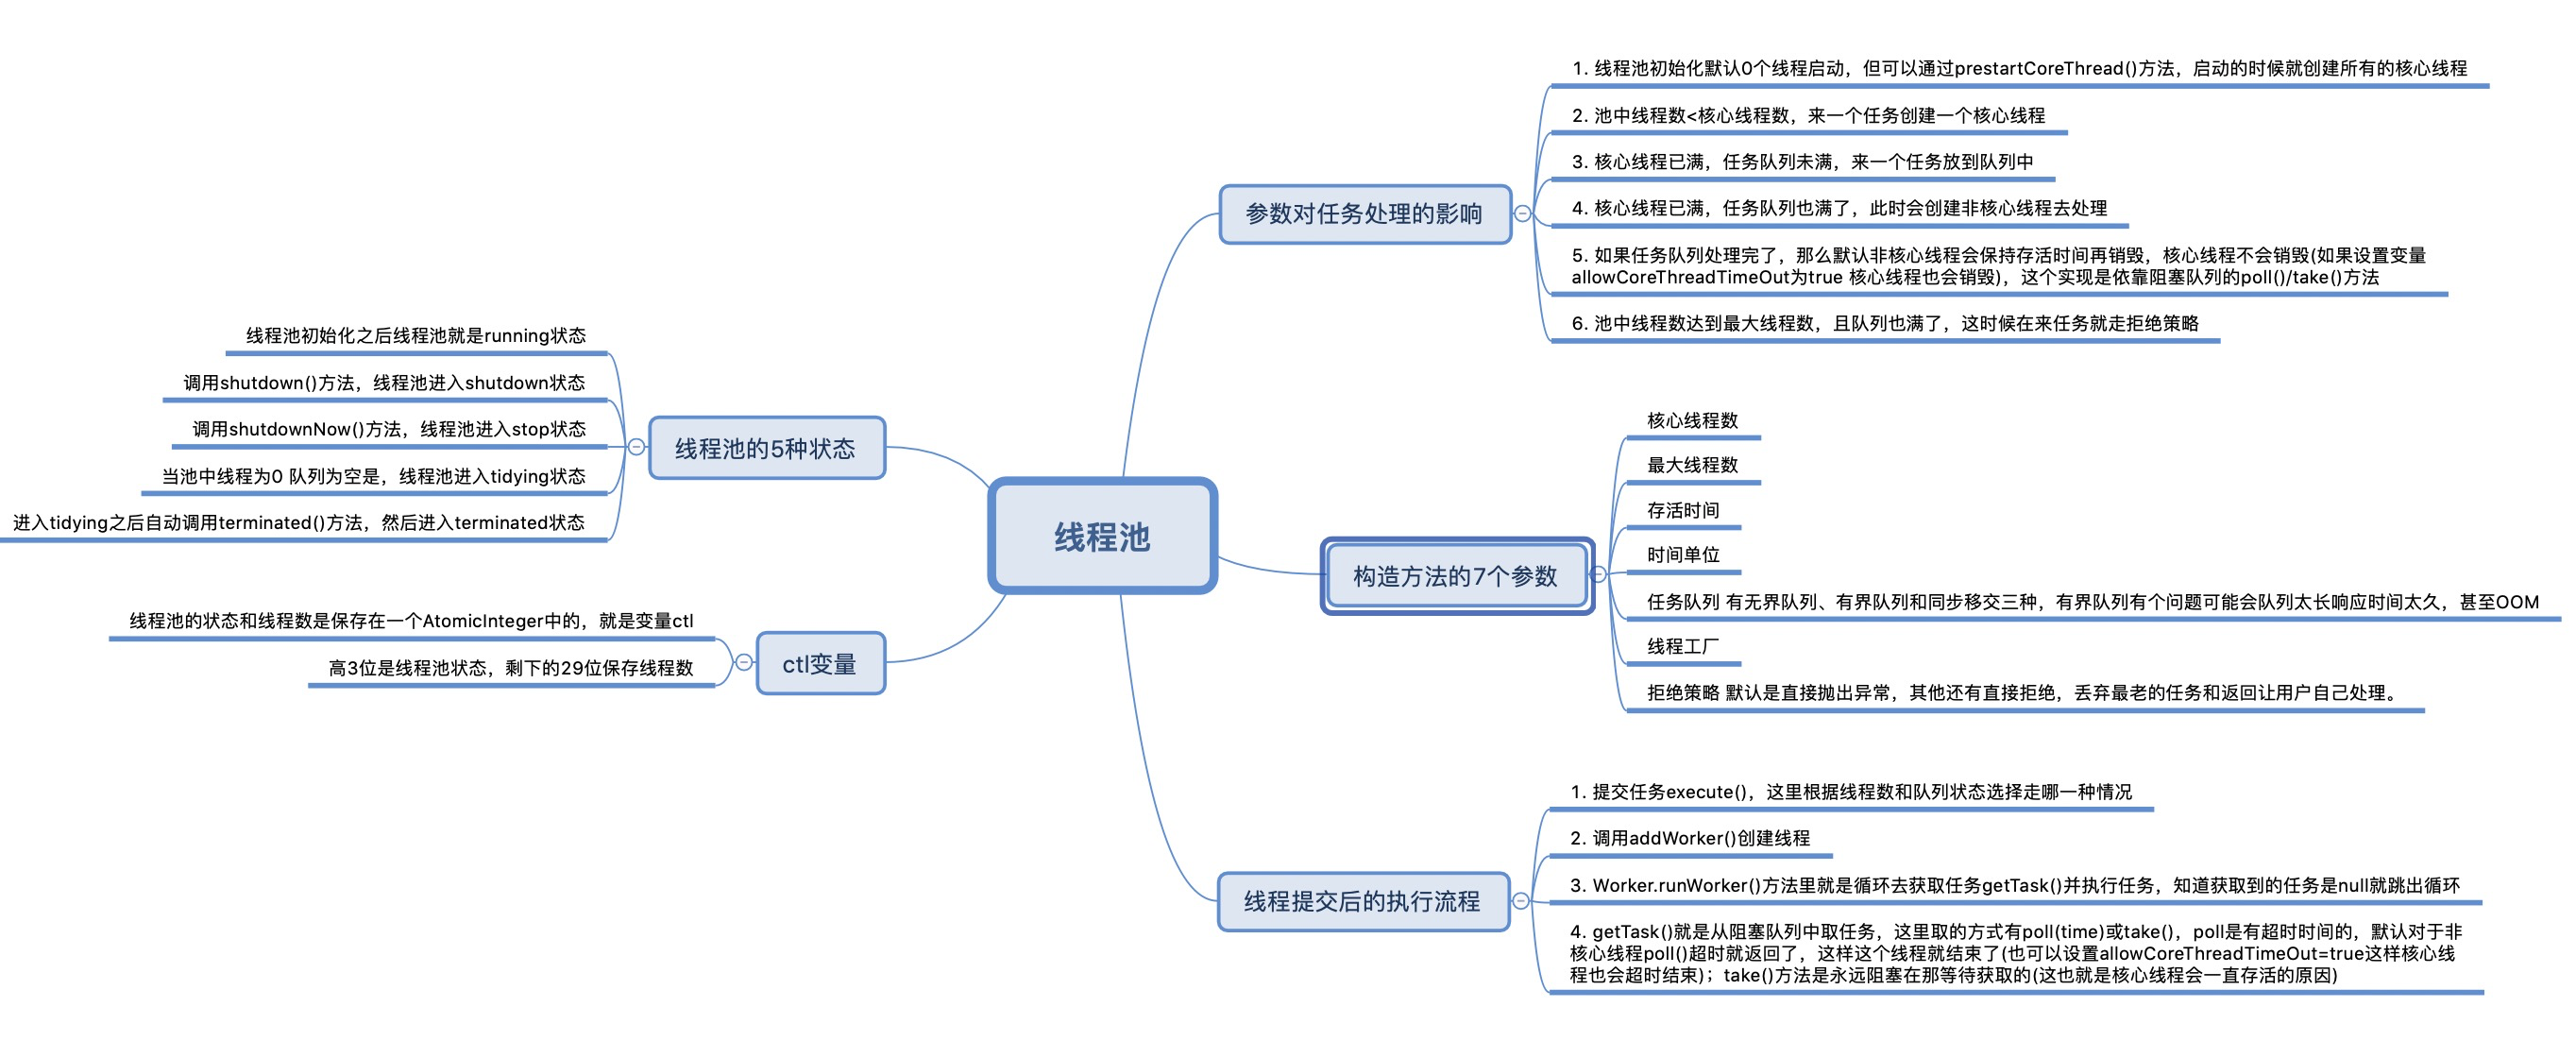 线程池
参数对任务处理的影响
1. 线程池初始化默认0个线程启动，但可以通过prestartCoreThread()方法，启动的时候就创建所有的核心线程
2. 池中线程数<核心线程数，来一个任务创建一个核心线程
3. 核心线程已满，任务队列未满，来一个任务放到队列中
4. 核心线程已满，任务队列也满了，此时会创建非核心线程去处理
5. 如果任务队列处理完了，那么默认非核心线程会保持存活时间再销毁，核心线程不会销毁(如果设置变量
allowCoreThreadTimeOut为true 核心线程也会销毁)，这个实现是依靠阻塞队列的poll()/take()方法
6. 池中线程数达到最大线程数，且队列也满了，这时候在来任务就走拒绝策略
构造方法的7个参数
核心线程数
最大线程数
存活时间
时间单位
任务队列 有无界队列、有界队列和同步移交三种，有界队列有个问题可能会队列太长响应时间太久，甚至OOM
线程工厂
拒绝策略 默认是直接抛出异常，其他还有直接拒绝，丢弃最老的任务和返回让用户自己处理。
线程提交后的执行流程
1. 提交任务execute()，这里根据线程数和队列状态选择走哪一种情况
2. 调用addWorker()创建线程
3. Worker.runWorker()方法里就是循环去获取任务getTask()并执行任务，知道获取到的任务是null就跳出循环
4. getTask()就是从阻塞队列中取任务，这里取的方式有poll(time)或take()，poll是有超时时间的，默认对于非
核心线程poll()超时就返回了，这样这个线程就结束了(也可以设置allowCoreThreadTimeOut=true这样核心线
程也会超时结束)；take()方法是永远阻塞在那等待获取的(这也就是核心线程会一直存活的原因)
线程池的5种状态
线程池初始化之后线程池就是running状态
调用shutdown()方法，线程池进入shutdown状态
调用shutdownNow()方法，线程池进入stop状态
当池中线程为0 队列为空是，线程池进入tidying状态
进入tidying之后自动调用terminated()方法，然后进入terminated状态
ctl变量
线程池的状态和线程数是保存在一个AtomicInteger中的，就是变量ctl
高3位是线程池状态，剩下的29位保存线程数